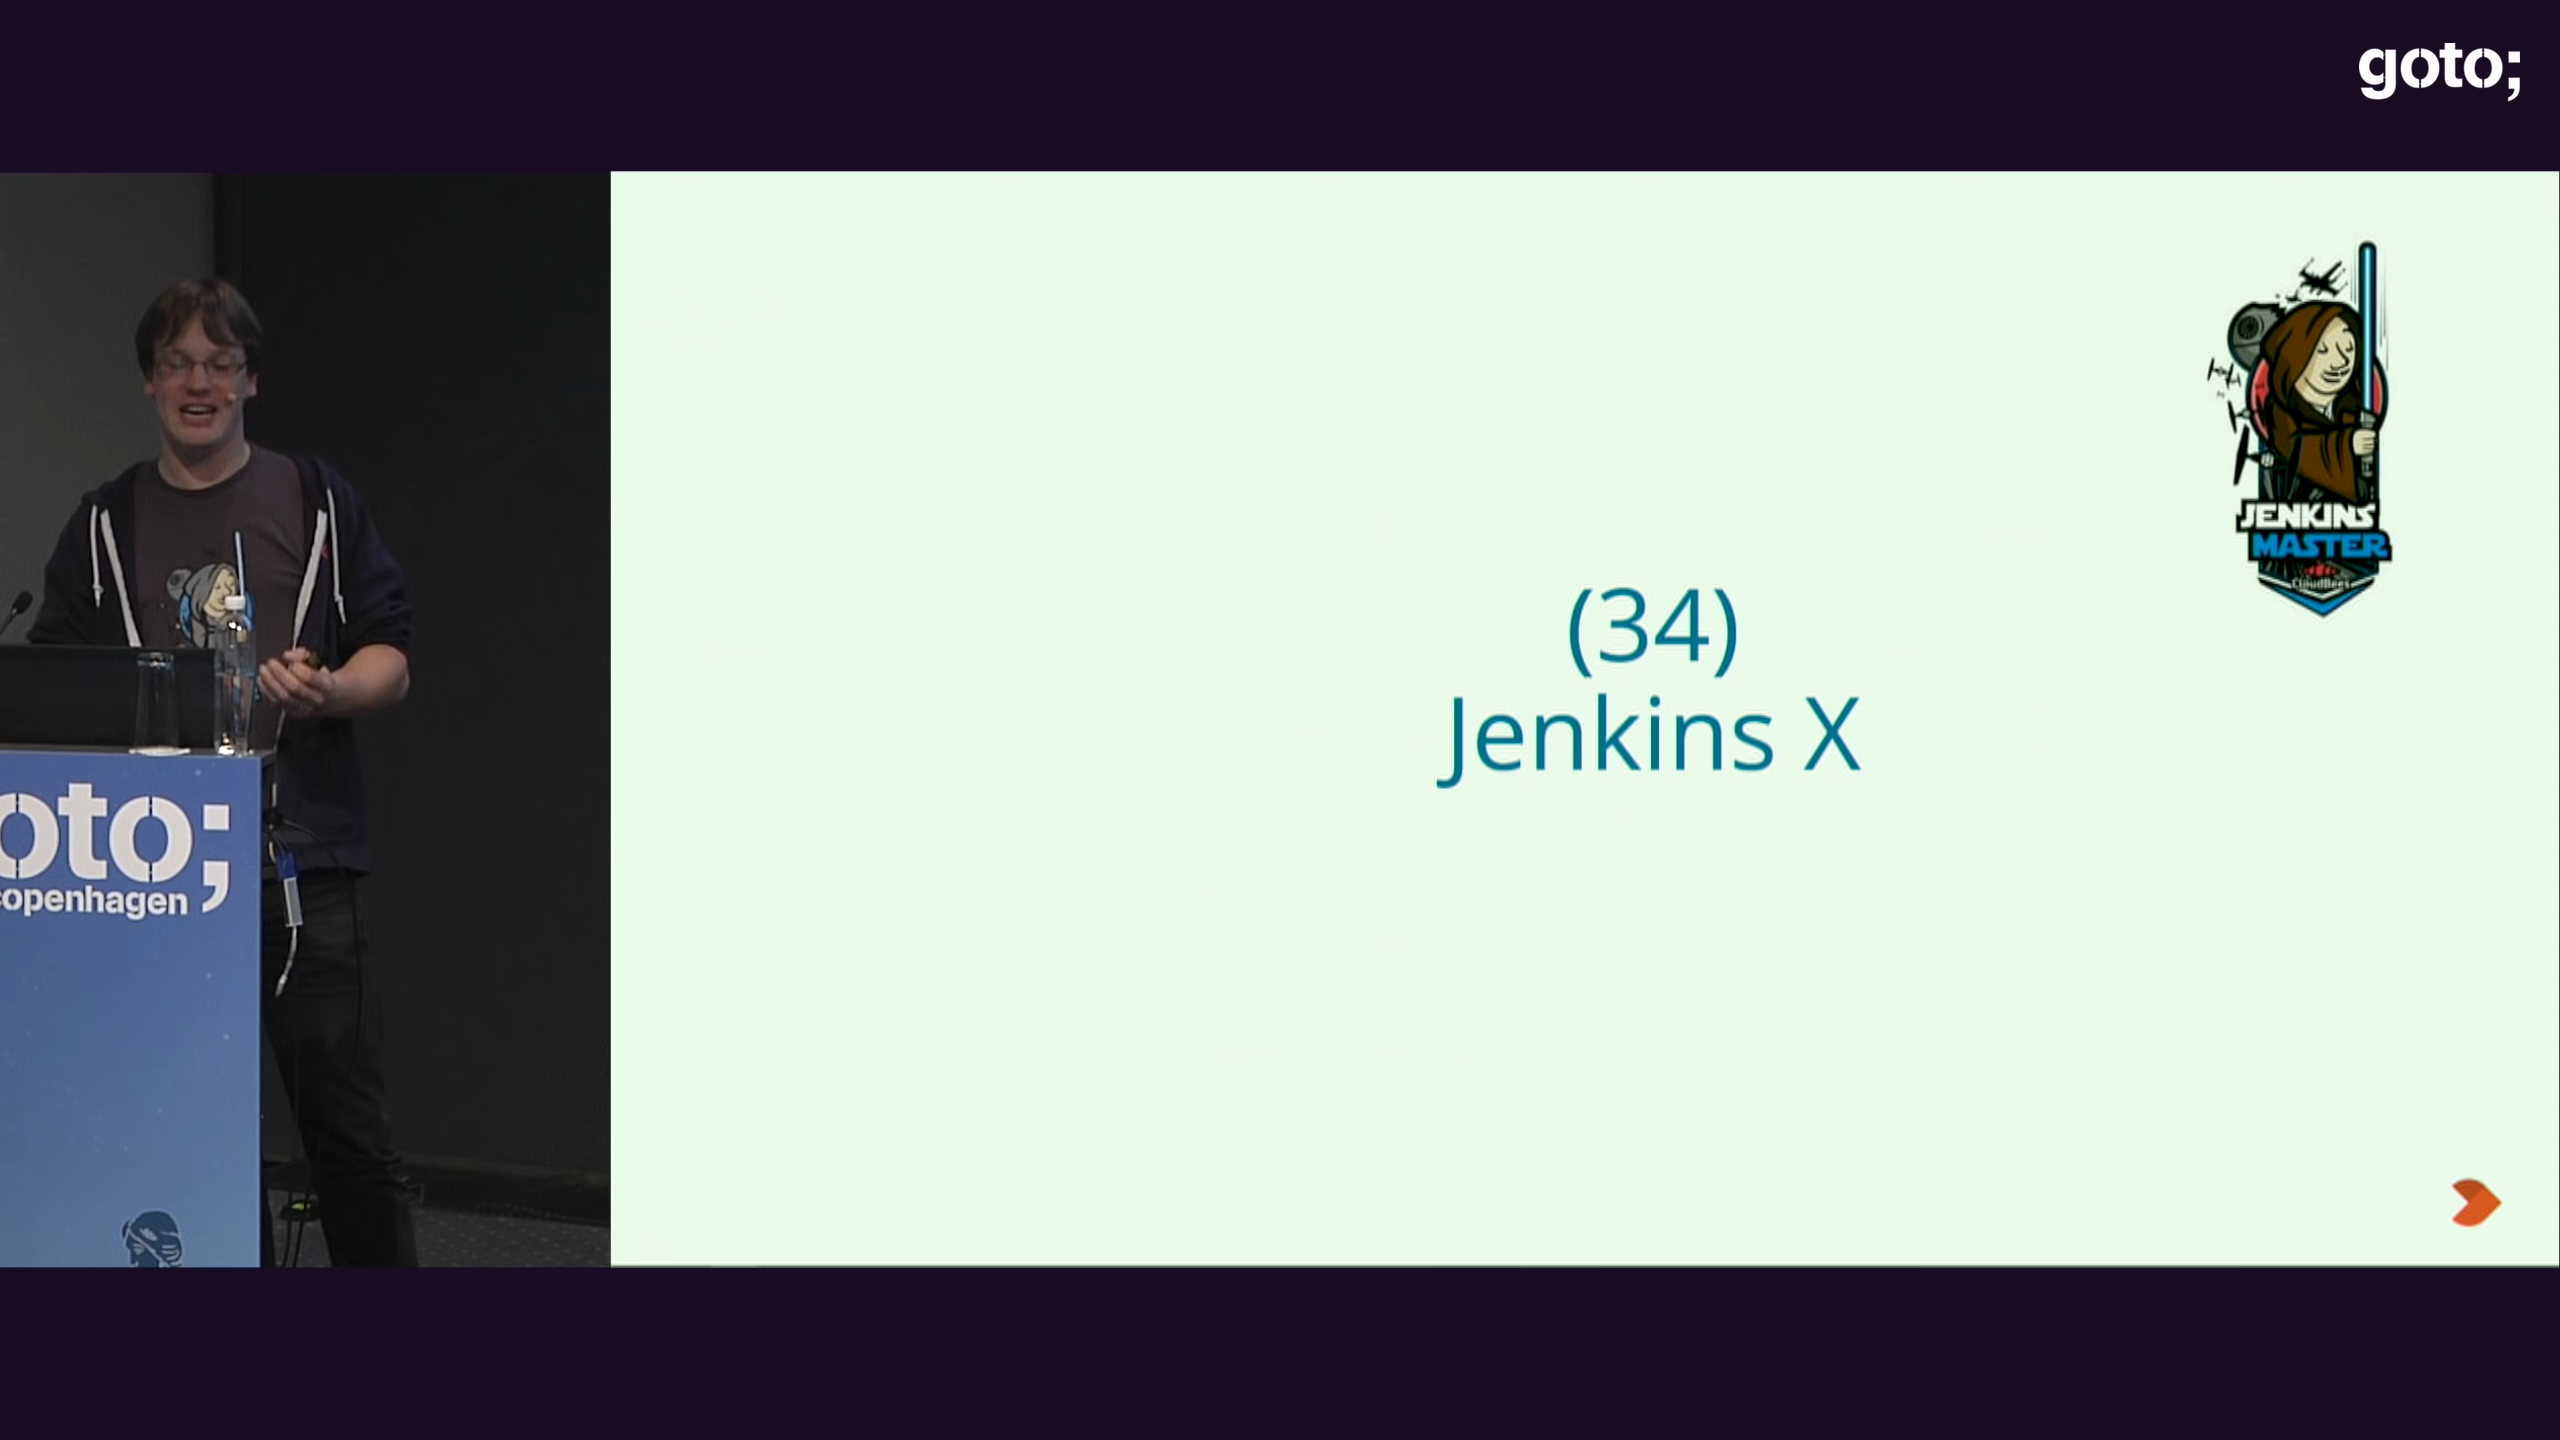 goto;
(34)
Jenkins X
JENKINS
MASTER
CloudBees
oto;
copenhagen